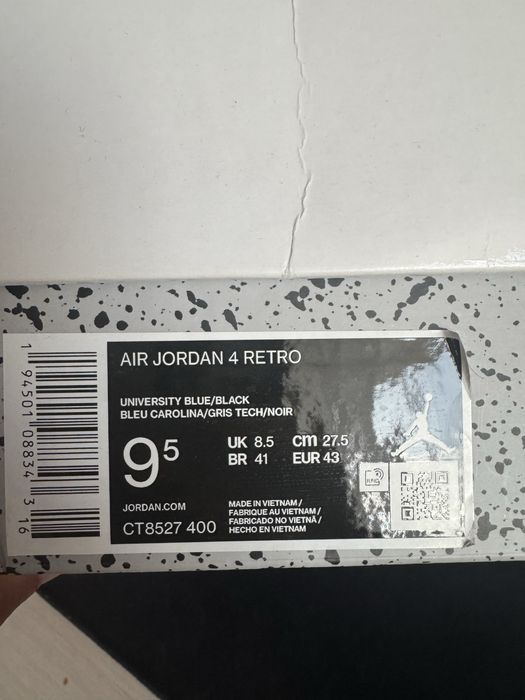 AIR JORDAN 4 RETRO
UNIVERSITY BLUE/BLACK
BLEU CAROLINA/GRIS TECH/NOIR
9⁵
UK 8.5 cm 27.5
BR 41 EUR 43
JORDAN.COM
CT8527 400
MADE IN VIETNAM /
FABRIQUE AU VIETNAM /
FABRICADO NO VIETNÃ /
HECHO EN VIETNAM
RFID
1 94501 08834 3 16